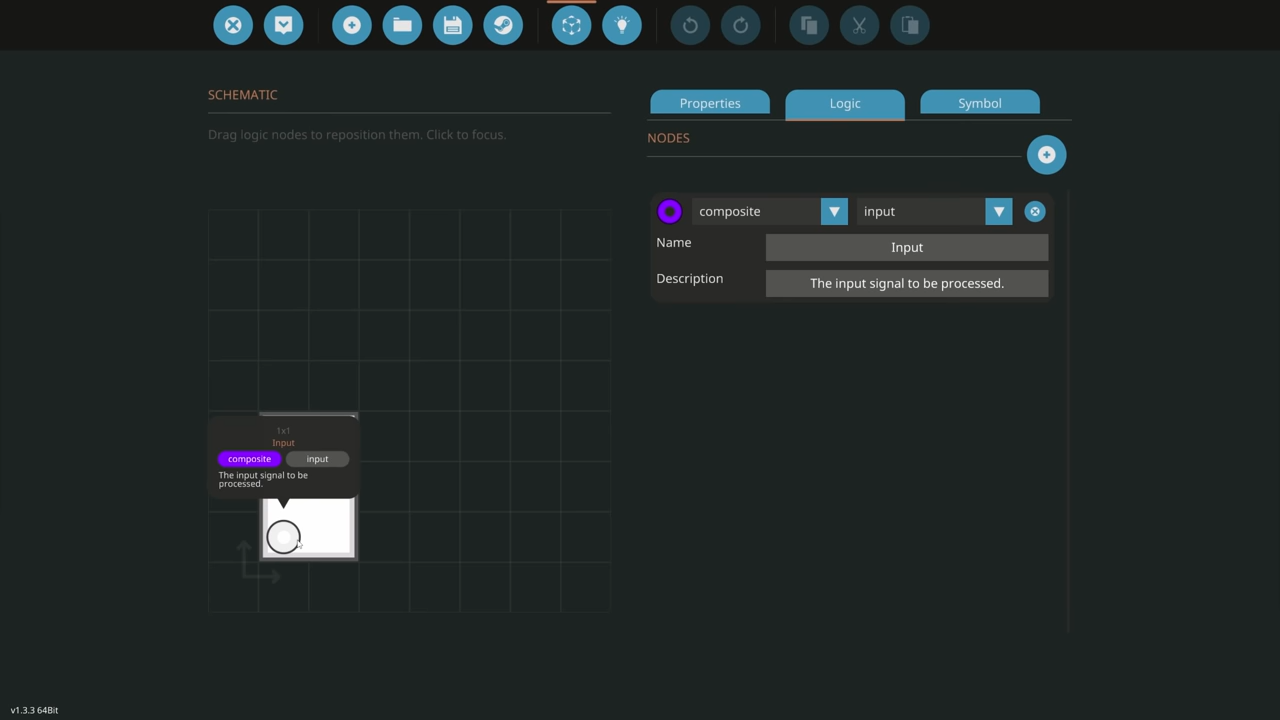 SCHEMATIC
Drag logic nodes to reposition them. Click to focus.
Properties
Logic
Symbol
NODES
composite
input
Name
Input
Description
The input signal to be processed.
1x1
Input
composite
input
The input signal to be
processed.
v1.3.3 64Bit